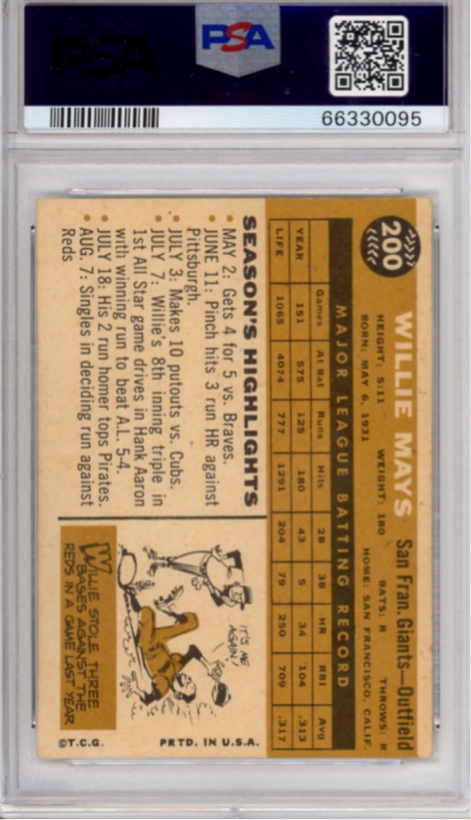 PSA
PSA
66330095
200
WILLIE MAYS San Fran. Giants—Outfield
HEIGHT: 5:11 WEIGHT: 180 BATS: R THROWS: R
BORN: MAY 6, 1931 HOME: SAN FRANCISCO, CALIF.
MAJOR LEAGUE BATTING RECORD
Games At Bat Runs Hits 2B 3B HR RBI Avg
YEAR 151 575 125 180 43 5 34 104 .313
LIFE 1065 4074 777 1291 204 79 250 709 .317
SEASON'S HIGHLIGHTS
• MAY 2: Gets 4 for 5 vs. Braves.
• JUNE 11: Pinch hits 3 run HR against
Pittsburgh.
• JULY 3: Makes 10 putouts vs. Cubs.
• JULY 7: Willie's 8th inning triple in
1st All Star game drives in Hank Aaron
with winning run to beat A.L. 5-4.
• JULY 18: His 2 run homer tops Pirates.
• AUG. 7: Singles in deciding run against
Reds
IT'S ME
AGAIN!
WILLIE STOLE THREE
BASES AGAINST THE
REDS IN A GAME LAST YEAR
©T.C.G. PRTD. IN U.S.A.